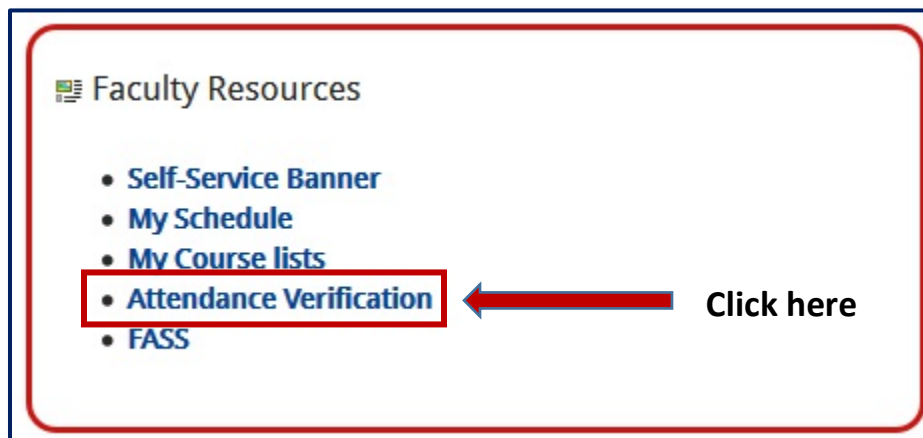 Faculty Resources
• Self-Service Banner
• My Schedule
• My Course lists
• Attendance Verification
Click here
• FASS